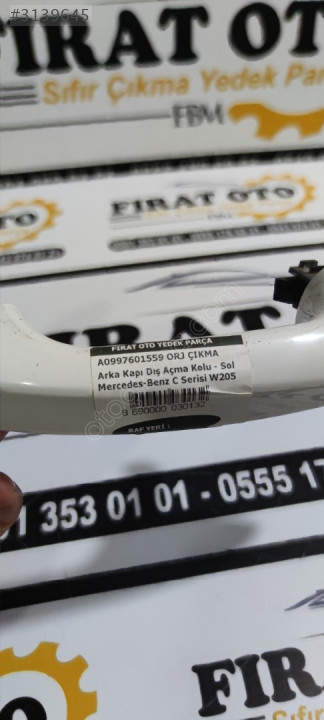 #3139645
FIRAT OTO
Sıfır Çıkma Yedek Par
FBM
FIRAT OTO
FIRAT OTO YEDEK PARÇA
A0997601559 ORJ ÇIKMA
Arka Kapı Dış Açma Kolu - Sol
Mercedes-Benz C Serisi W205
9 690000 030132
RAF YERİ :
1 353 01 01 - 0555 17
FIRAT
Sıfır